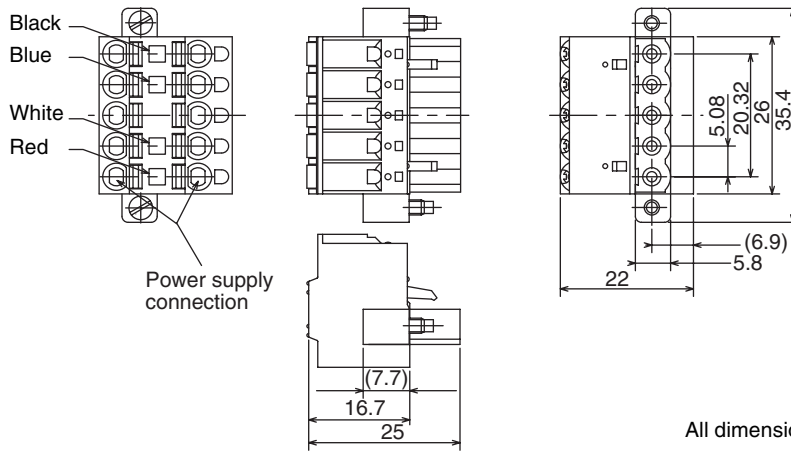 Black
Blue
White
Red
Power supply
connection
5.08
20.32
26
35.4
(6.9)
5.8
22
(7.7)
16.7
25
All